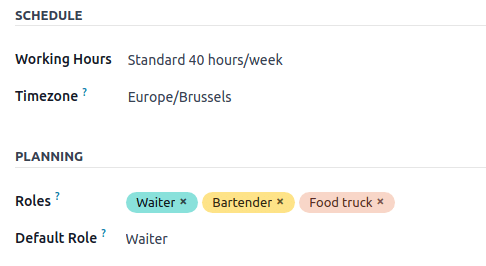 SCHEDULE
Working Hours Standard 40 hours/week
Timezone ? Europe/Brussels
PLANNING
Roles ? Waiter × Bartender × Food truck ×
Default Role ? Waiter